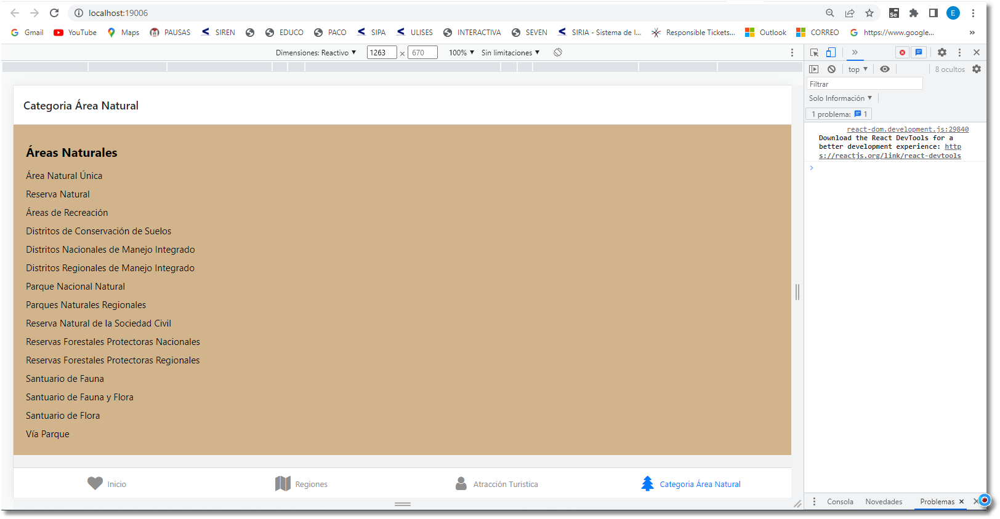 localhost:19006
E
Gmail YouTube Maps PAUSAS SIREN EDUCO PACO SIPA ULISES INTERACTIVA SEVEN SIRIA - Sistema de I... Responsible Tickets... Outlook CORREO https://www.google... »
Dimensiones: Reactivo ▼ 1263 × 670 100% ▼ Sin limitaciones ▼
top ▼ 8 ocultos
Filtrar
Solo Información ▼
1 problema: 1
react-dom.development.js:29840
Download the React DevTools for a
better development experience: http
s://reactjs.org/link/react-devtools
Categoria Área Natural
Áreas Naturales
Área Natural Única
Reserva Natural
Áreas de Recreación
Distritos de Conservación de Suelos
Distritos Nacionales de Manejo Integrado
Distritos Regionales de Manejo Integrado
Parque Nacional Natural
Parques Naturales Regionales
Reserva Natural de la Sociedad Civil
Reservas Forestales Protectoras Nacionales
Reservas Forestales Protectoras Regionales
Santuario de Fauna
Santuario de Fauna y Flora
Santuario de Flora
Vía Parque
Inicio Regiones Atracción Turistica Categoria Área Natural
Consola Novedades Problemas